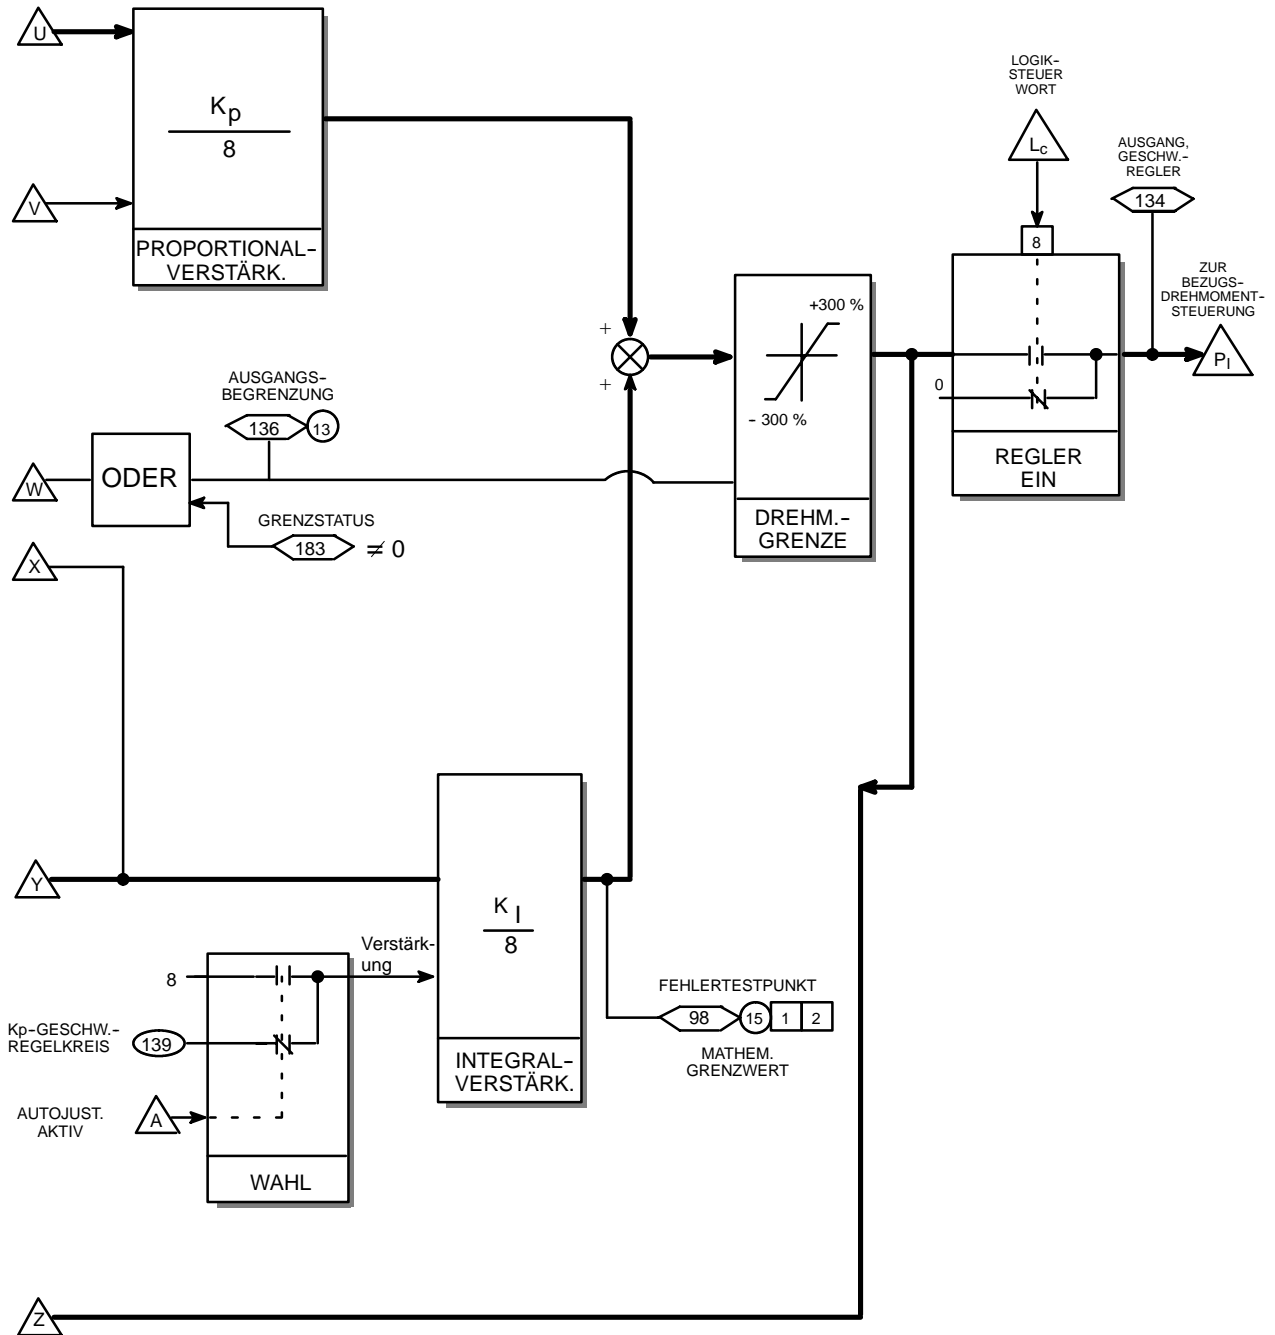 U
K p
8
V
PROPORTIONAL-
VERSTÄRK.
LOGIK-
STEUER
WORT
Lc
8
AUSGANG,
GESCHW.-
REGLER
134
ZUR
BEZUGS-
DREHMOMENT-
STEUERUNG
PI
+
+
+300 %
- 300 %
DREHM.-
GRENZE
0
REGLER
EIN
AUSGANGS-
BEGRENZUNG
136
13
W
ODER
GRENZSTATUS
183
≠ 0
X
Y
K I
8
INTEGRAL-
VERSTÄRK.
Verstärk-
ung
8
Kp-GESCHW.-
REGELKREIS
139
AUTOJUST.
AKTIV
A
WAHL
FEHLERTESTPUNKT
98
15
1
2
MATHEM.
GRENZWERT
Z